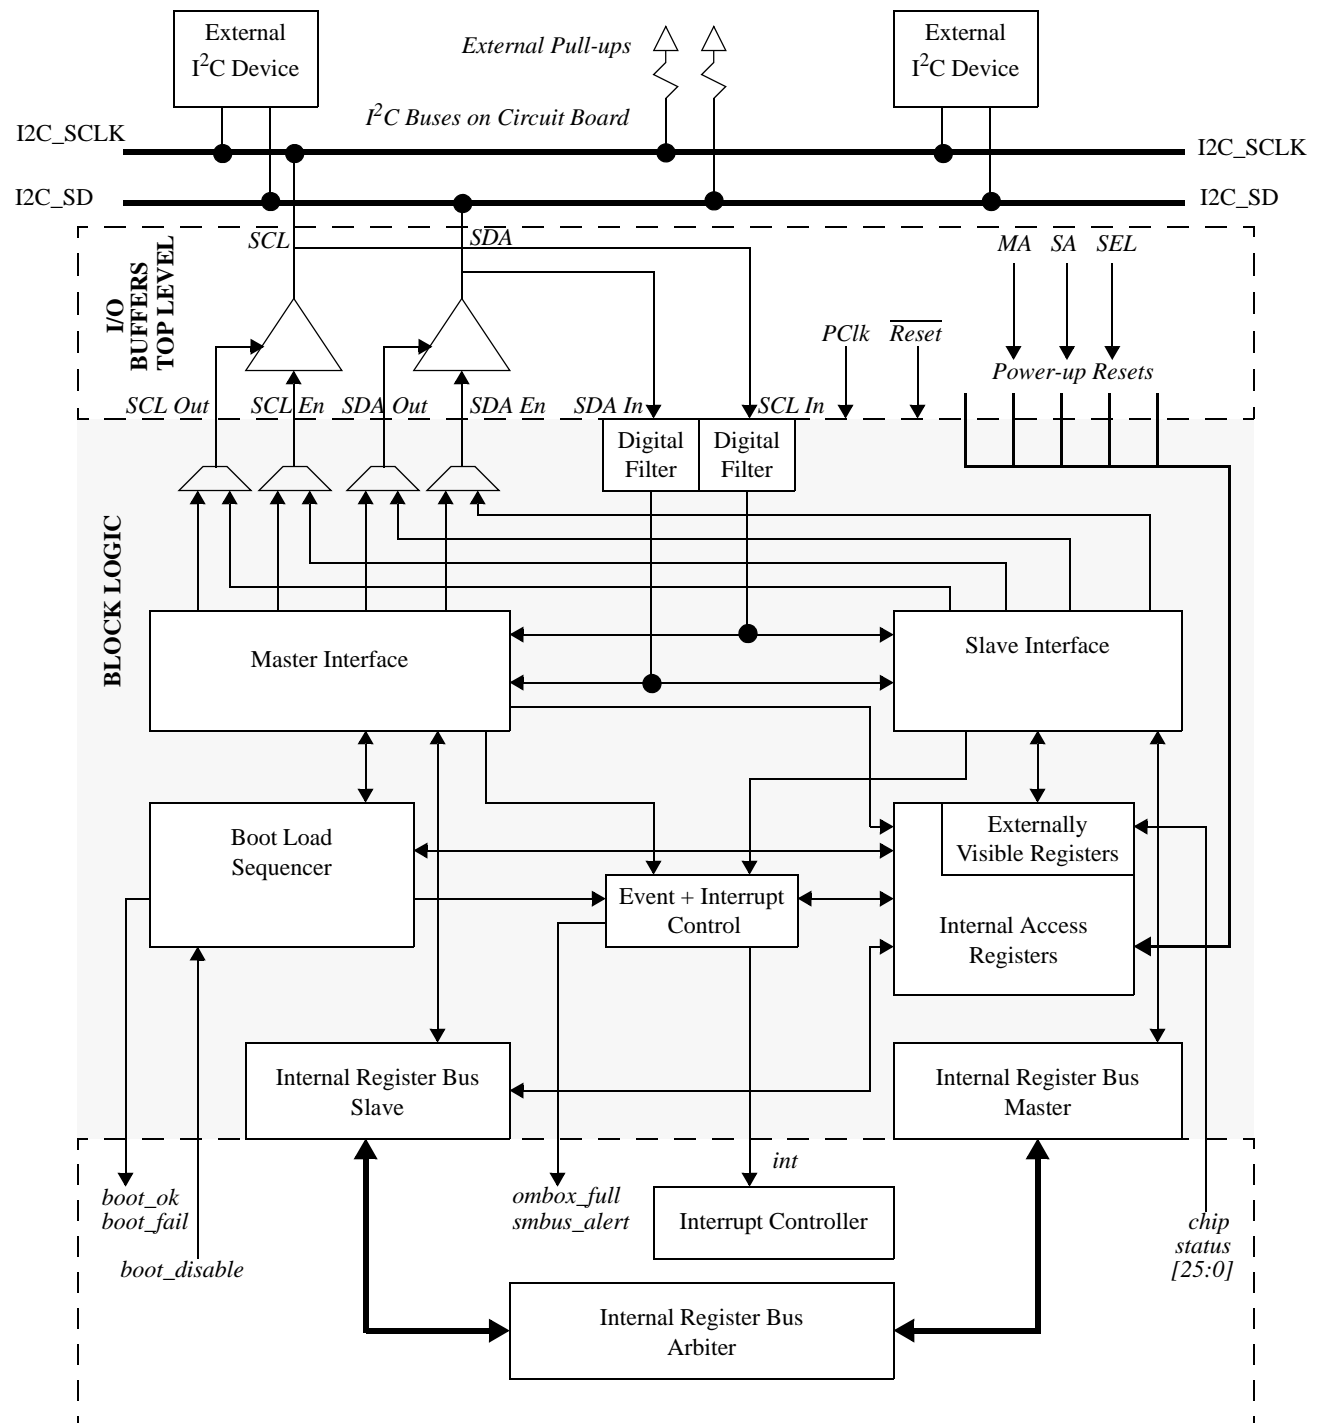 External
I²C Device
External Pull-ups
External
I²C Device
I²C Buses on Circuit Board
I2C_SCLK
I2C_SCLK
I2C_SD
I2C_SD
I/O
BUFFERS
TOP LEVEL
SCL
SDA
MA
SA
SEL
PClk
Reset
Power-up Resets
SCL Out
SCL En
SDA Out
SDA En
SDA In
SCL In
Digital
Filter
Digital
Filter
BLOCK LOGIC
Master Interface
Slave Interface
Boot Load
Sequencer
Externally
Visible Registers
Event + Interrupt
Control
Internal Access
Registers
Internal Register Bus
Slave
Internal Register Bus
Master
boot_ok
boot_fail
boot_disable
ombox_full
smbus_alert
int
Interrupt Controller
chip
status
[25:0]
Internal Register Bus
Arbiter